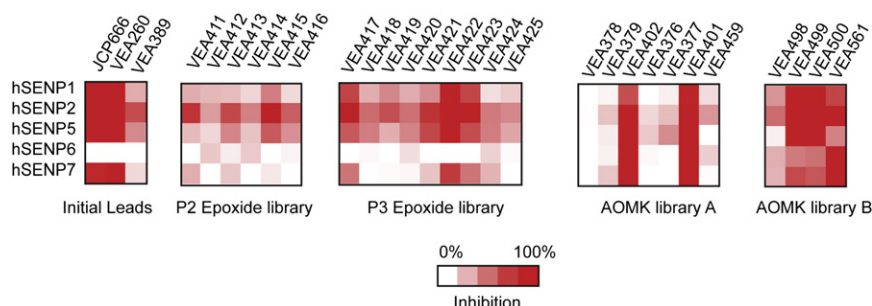 JCP666 VEA260 VEA389
VEA411 VEA412 VEA413 VEA414 VEA415 VEA416
VEA417 VEA418 VEA419 VEA420 VEA421 VEA422 VEA423 VEA424 VEA425
VEA378 VEA379 VEA402 VEA376 VEA377 VEA401 VEA459
VEA498 VEA499 VEA500 VEA561
hSENP1
hSENP2
hSENP5
hSENP6
hSENP7
Initial Leads
P2 Epoxide library
P3 Epoxide library
AOMK library A
AOMK library B
0% 100%
Inhibition